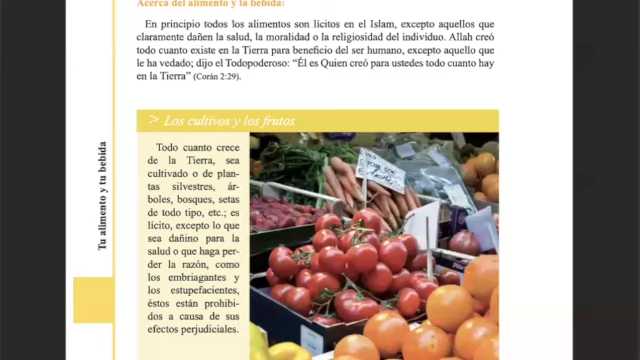 Acerca del alimento y la bebida:
En principio todos los alimentos son lícitos en el Islam, excepto aquellos que
claramente dañen la salud, la moralidad o la religiosidad del individuo. Allah creó
todo cuanto existe en la Tierra para beneficio del ser humano, excepto aquello que
le ha vedado; dijo el Todopoderoso: “Él es Quien creó para ustedes todo cuanto hay
en la Tierra” (Corán 2:29).
> Los cultivos y los frutos
Todo cuanto crece
de la Tierra, sea
cultivado o de plan-
tas silvestres, ár-
boles, bosques, setas
de todo tipo, etc.; es
lícito, excepto lo que
sea dañino para la
salud o que haga per-
der la razón, como
los embriagantes y
los estupefacientes,
éstos están prohibi-
dos a causa de sus
efectos perjudiciales.
Tu alimento y tu bebida